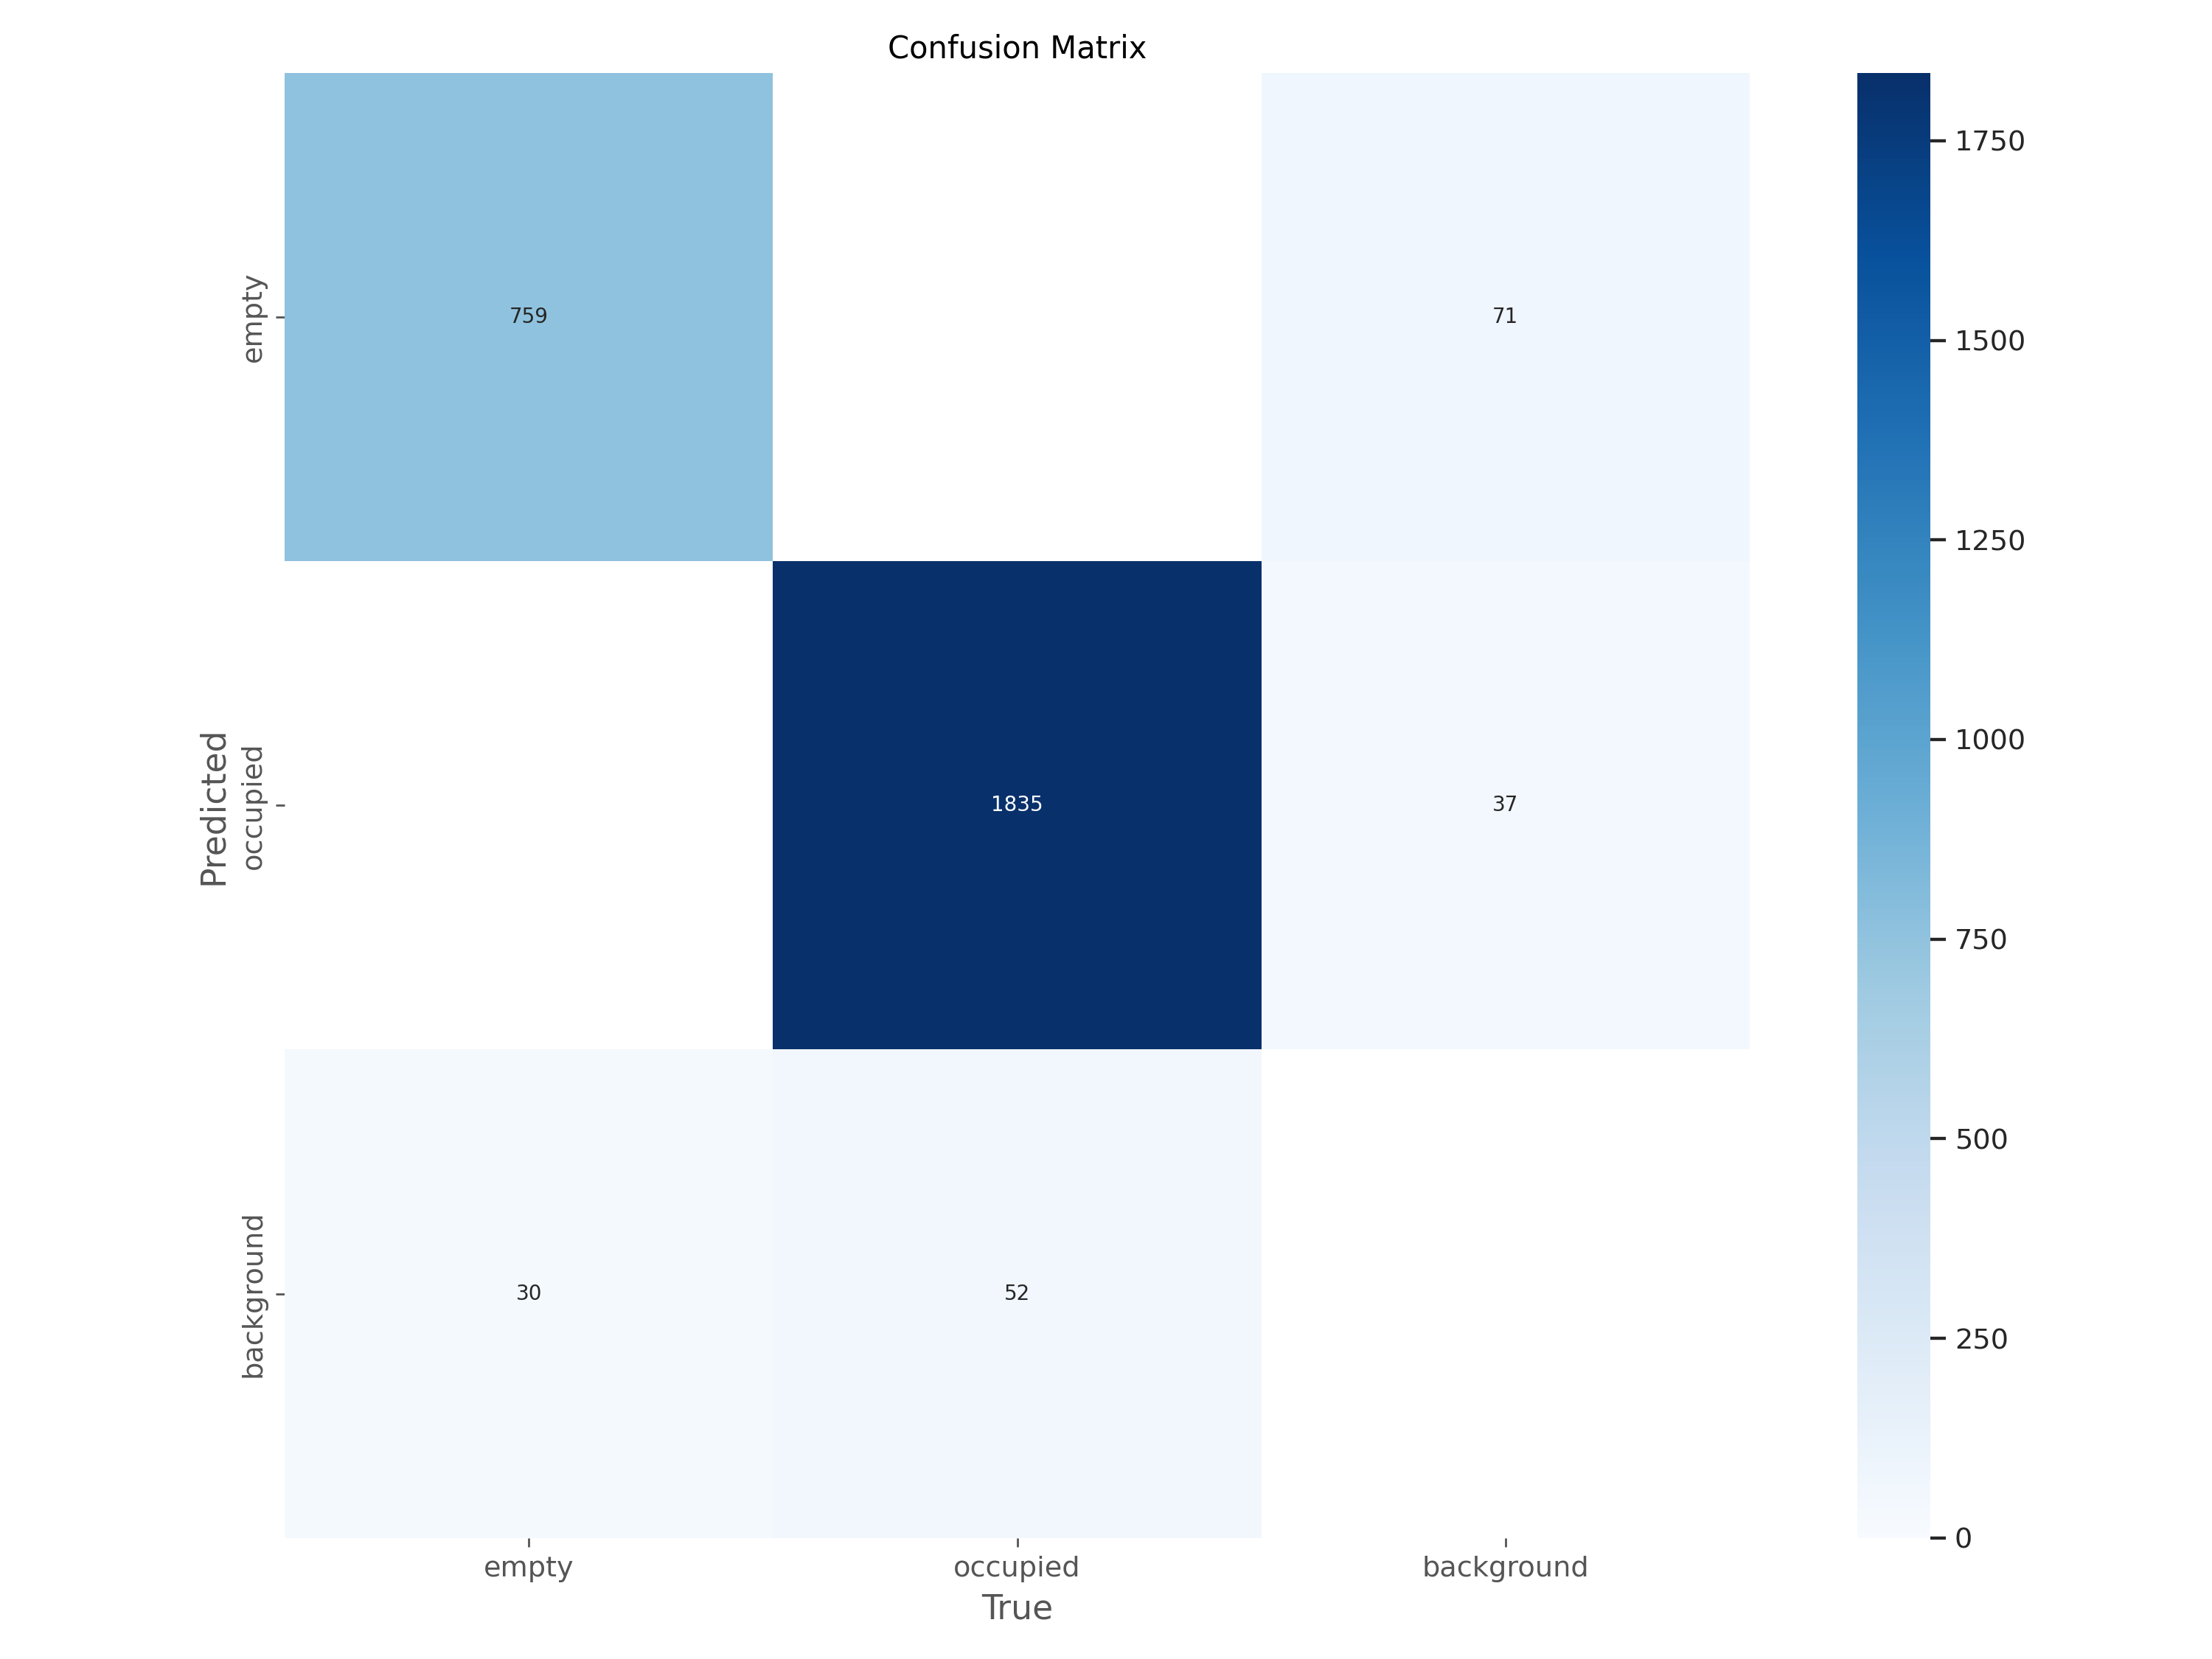 Confusion Matrix
empty
759
71
occupied
1835
37
background
30
52
Predicted
empty
occupied
background
True
1750
1500
1250
1000
750
500
250
0